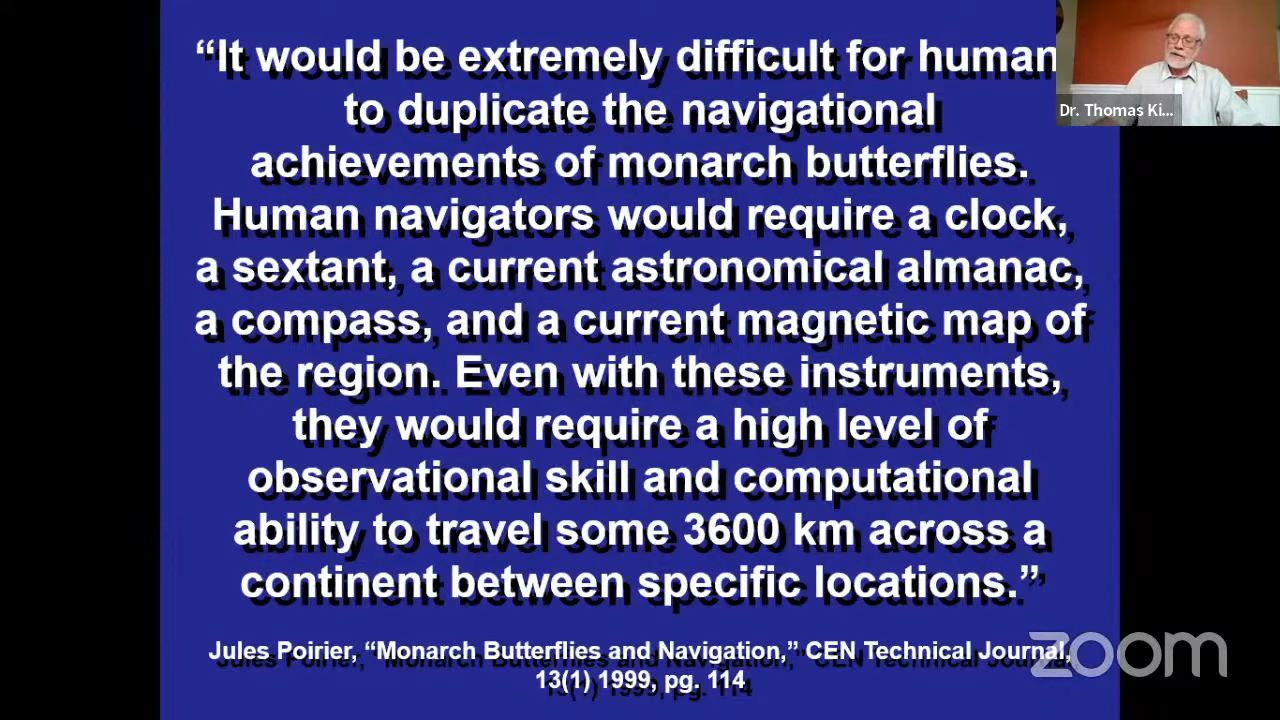 “It would be extremely difficult for human
to duplicate the navigational
achievements of monarch butterflies.
Human navigators would require a clock,
a sextant, a current astronomical almanac,
a compass, and a current magnetic map of
the region. Even with these instruments,
they would require a high level of
observational skill and computational
ability to travel some 3600 km across a
continent between specific locations.”
Jules Poirier, “Monarch Butterflies and Navigation,” CEN Technical Journal,
13(1) 1999, pg. 114
Dr. Thomas Ki...
zoom